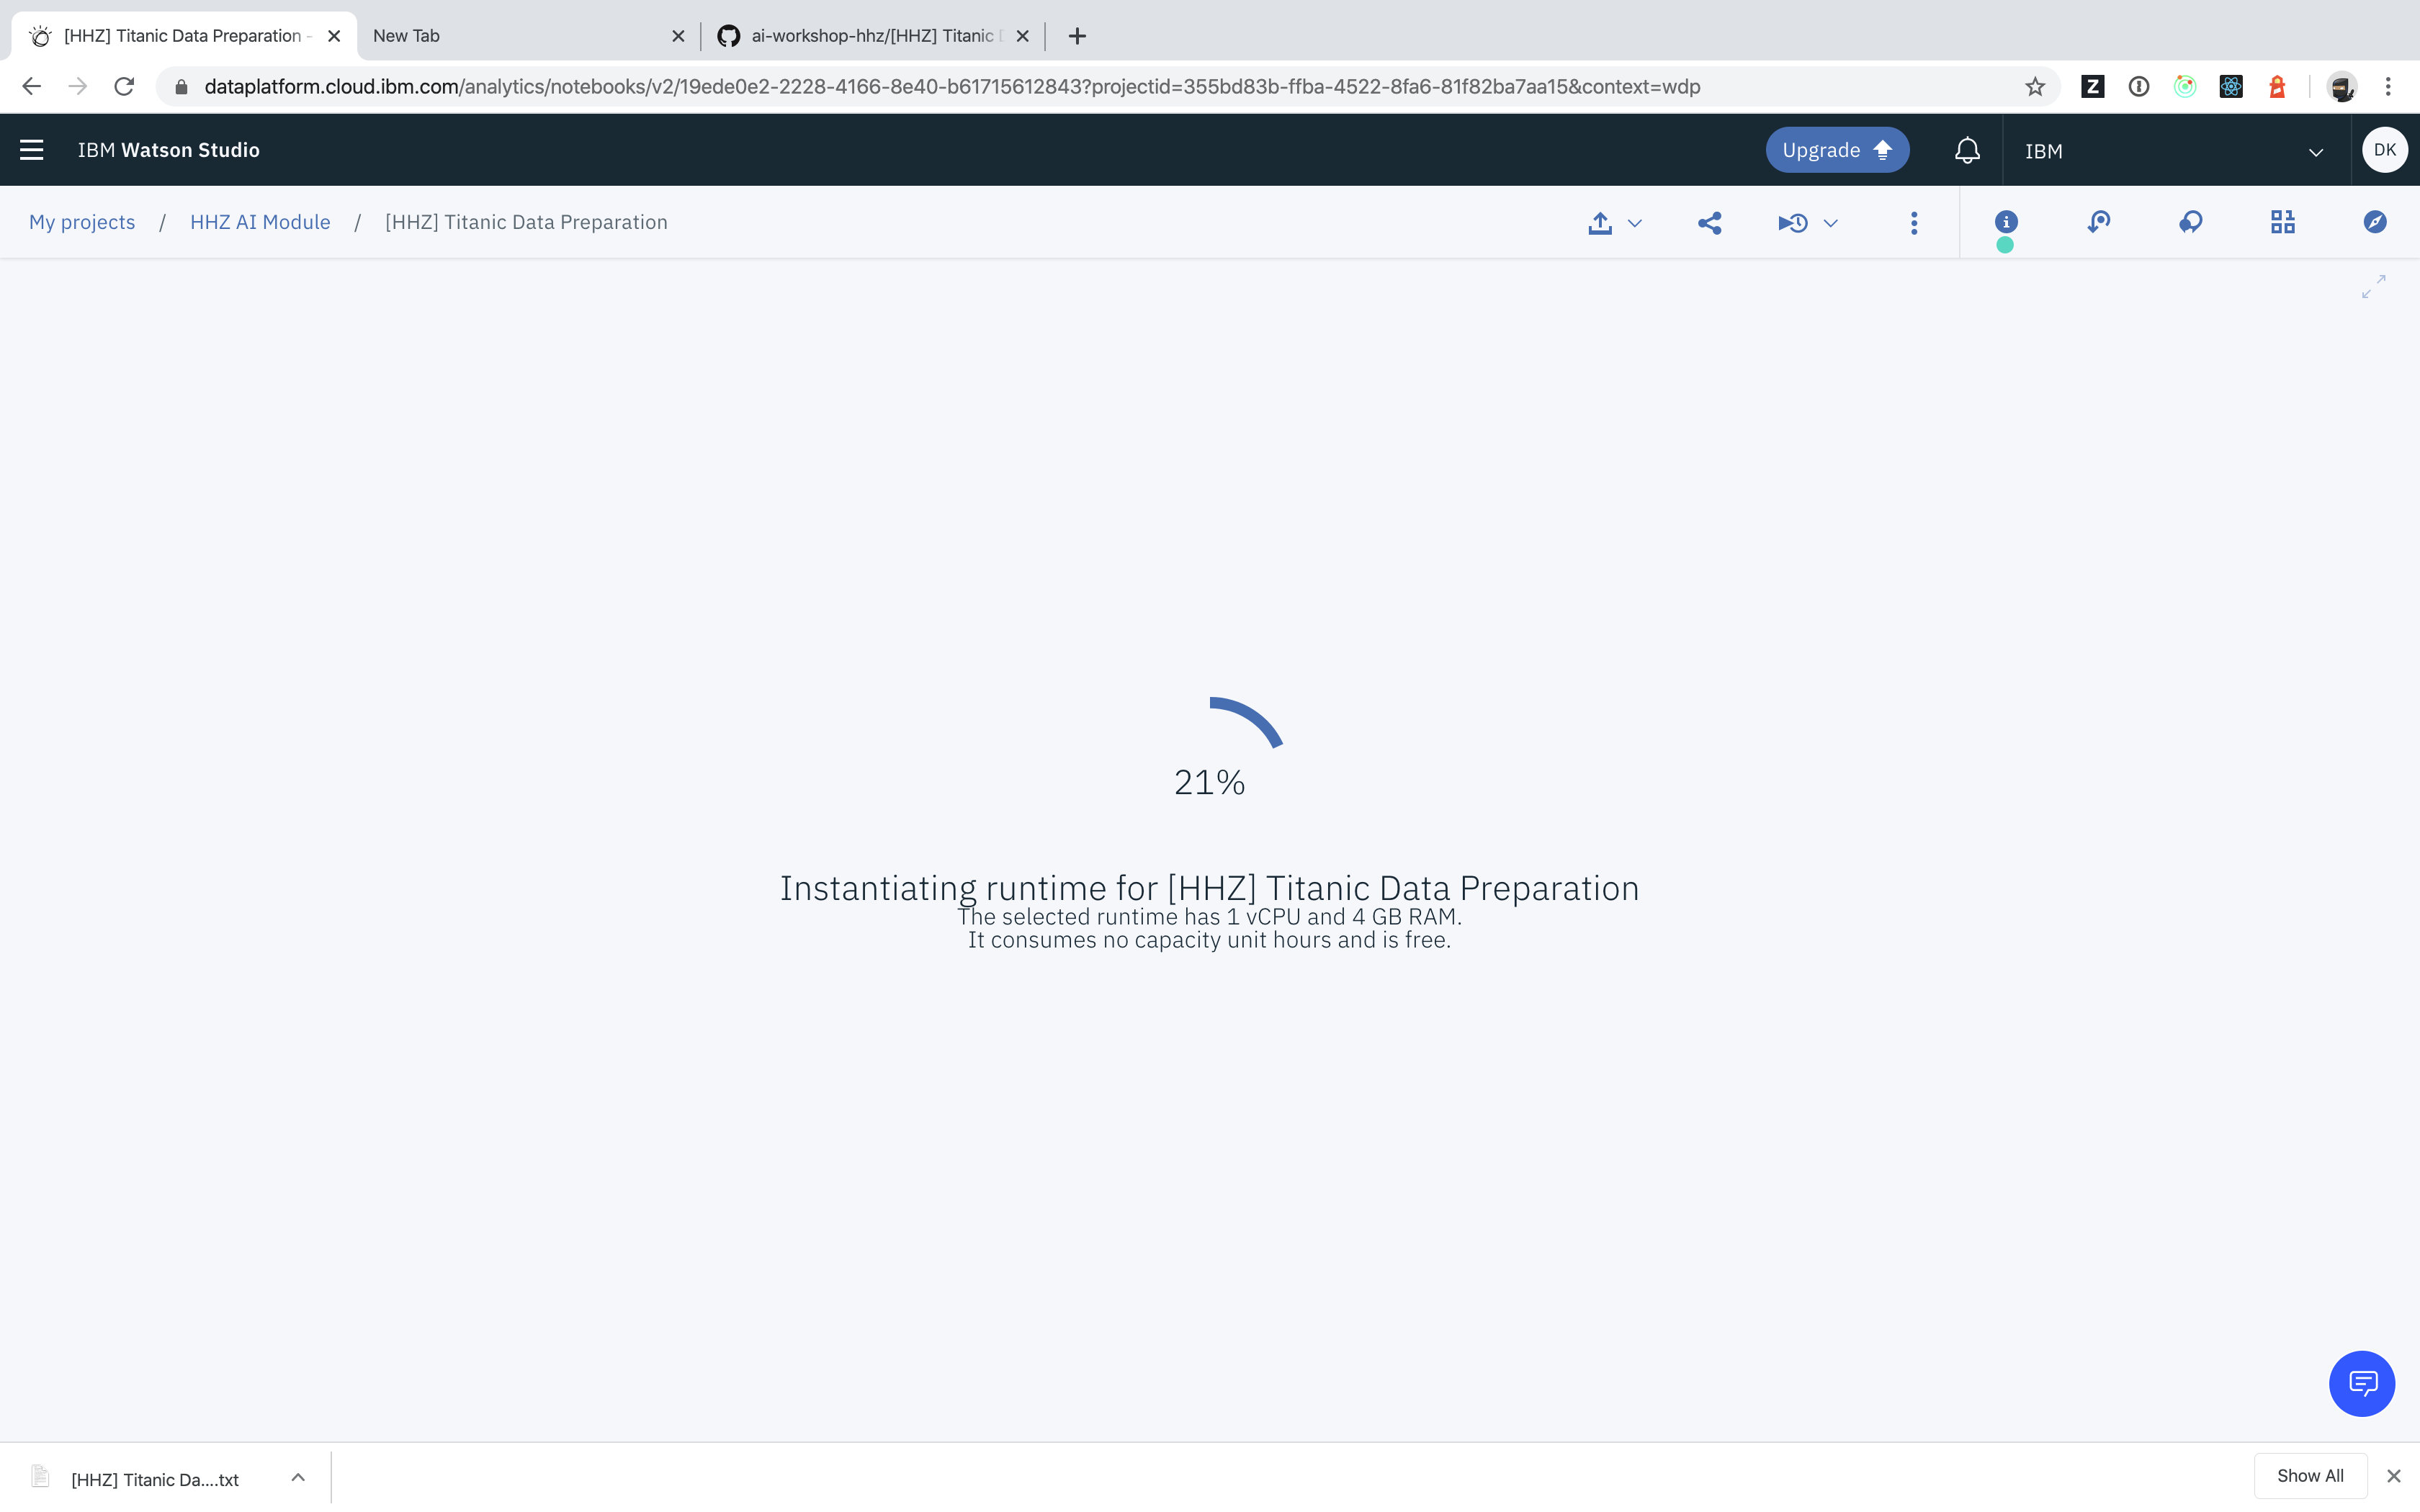 [HHZ] Titanic Data Preparation -
New Tab
ai-workshop-hhz/[HHZ] Titanic
dataplatform.cloud.ibm.com/analytics/notebooks/v2/19ede0e2-2228-4166-8e40-b61715612843?projectid=355bd83b-ffba-4522-8fa6-81f82ba7aa15&context=wdp
IBM Watson Studio
Upgrade
IBM
DK
My projects / HHZ AI Module / [HHZ] Titanic Data Preparation
21%
Instantiating runtime for [HHZ] Titanic Data Preparation
The selected runtime has 1 vCPU and 4 GB RAM.
It consumes no capacity unit hours and is free.
[HHZ] Titanic Da....txt
Show All